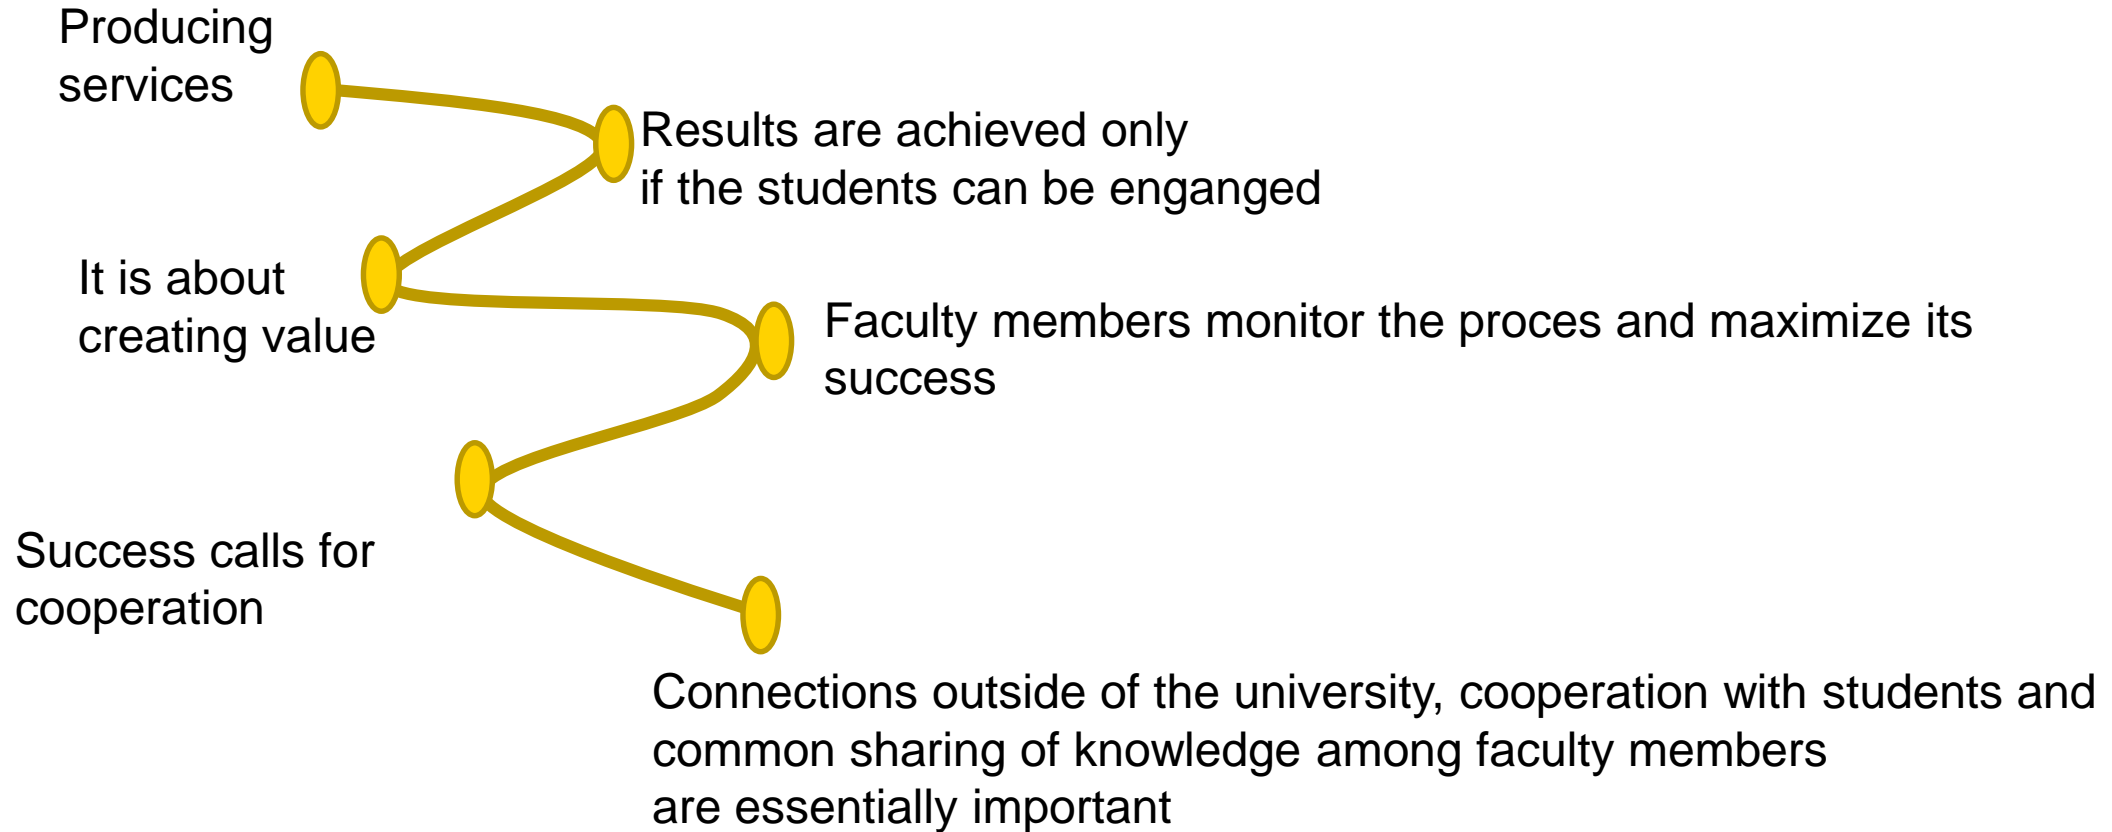 Producing
services
Results are achieved only
if the students can be enganged
It is about
creating value
Faculty members monitor the proces and maximize its
success
Success calls for
cooperation
Connections outside of the university, cooperation with students and
common sharing of knowledge among faculty members
are essentially important